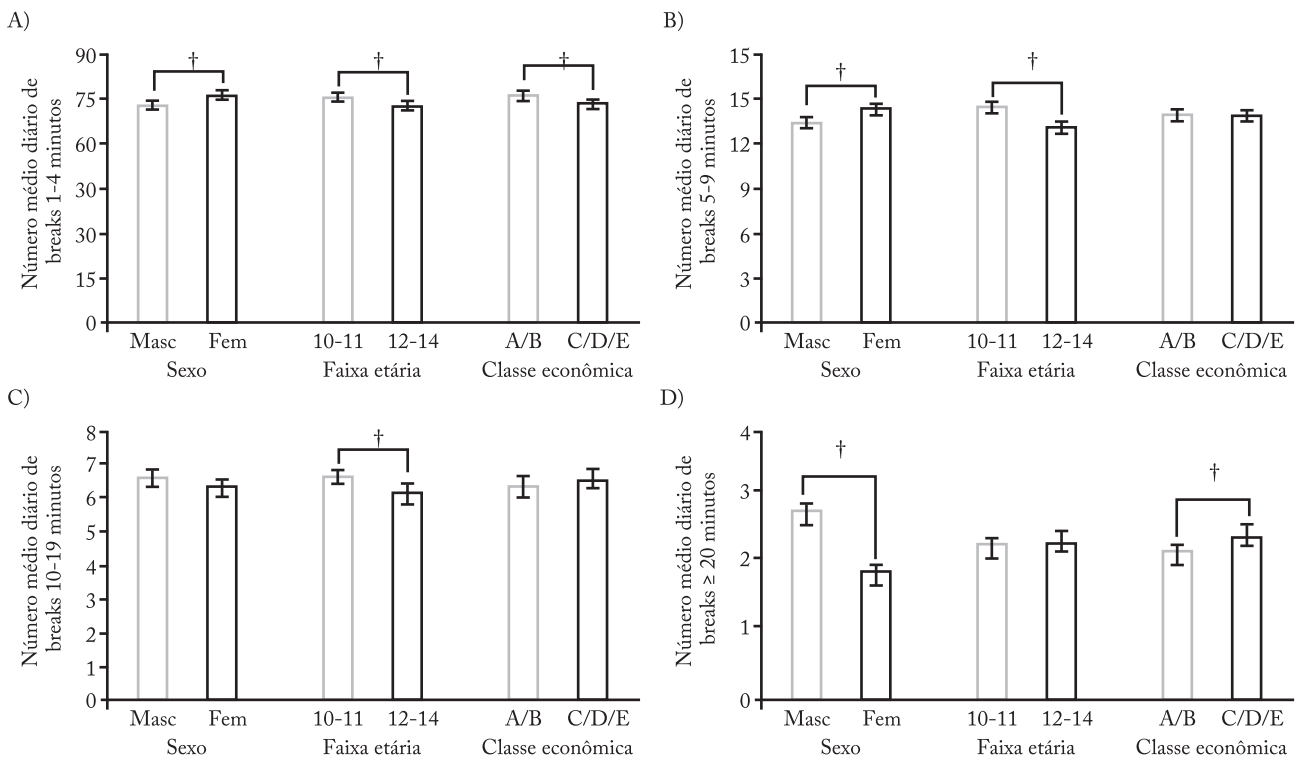 A)
Número médio diário de
breaks 1-4 minutos
90
75
60
30
30
15
0
†
†
†
Masc Fem 10-11 12-14 A/B C/D/E
Sexo Faixa etária Classe econômica
B)
Número médio diário de
breaks 5-9 minutos
15
15
12
9
6
3
0
†
†
Masc Fem 10-11 12-14 A/B C/D/E
Sexo Faixa etária Classe econômica
C)
Número médio diário de
breaks 10-19 minutos
8
7
6
5
4
3
2
1
0
†
Masc Fem 10-11 12-14 A/B C/D/E
Sexo Faixa etária Classe econômica
D)
Número médio diário de
breaks ≥ 20 minutos
4
3
2
1
0
†
†
Masc Fem 10-11 12-14 A/B C/D/E
Sexo Faixa etária Classe econômica